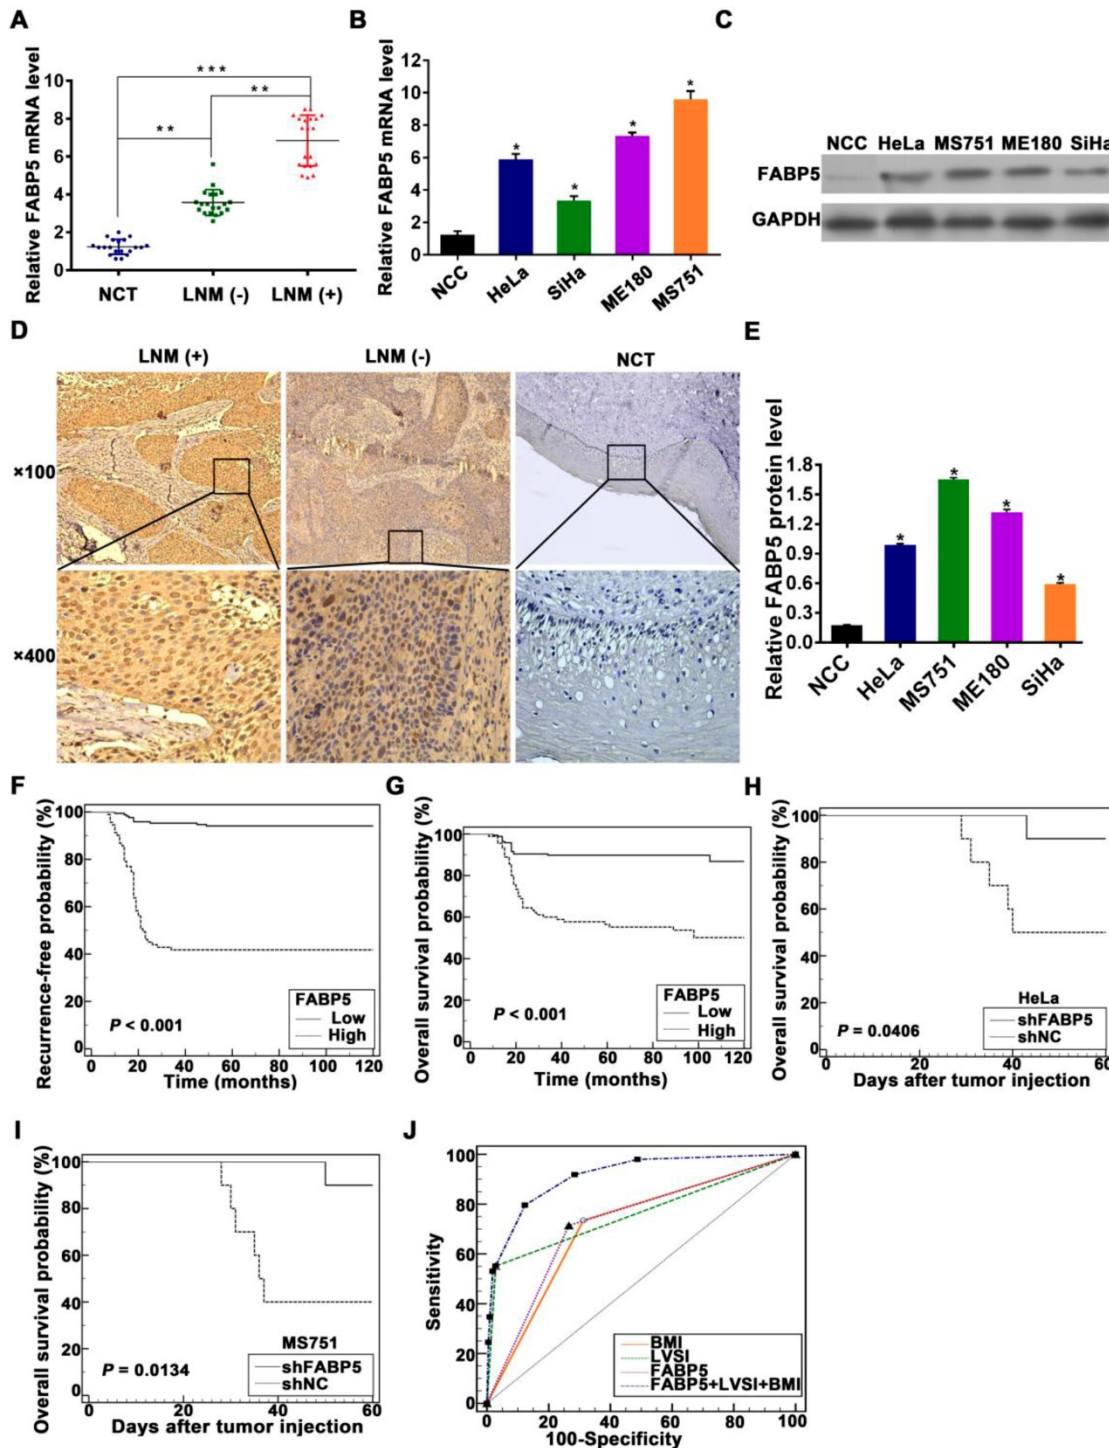 A
Relative FABP5 mRNA level
10
8
6
4
2
0
***
**
**
NCT LNM (-) LNM (+)
B
Relative FABP5 mRNA level
12
10
8
6
4
2
0
* * * *
NCC HeLa SiHa ME180 MS751
C
NCC HeLa MS751 ME180 SiHa
FABP5
GAPDH
D
LNM (+) LNM (-) NCT
×100
×400
E
Relative FABP5 protein level
1.8
1.5
1.2
0.9
0.6
0.3
0.0
* * * *
NCC HeLa MS751 ME180 SiHa
F
Recurrence-free probability (%)
100
80
60
40
20
0
FABP5
Low
High
P < 0.001
0 20 40 60 80 100 120
Time (months)
G
Overall survival probability (%)
100
80
60
40
20
0
FABP5
Low
High
P < 0.001
0 20 40 60 80 100 120
Time (months)
H
Overall survival probability (%)
100
80
60
40
20
0
HeLa
shFABP5
shNC
P = 0.0406
0 20 40 60
Days after tumor injection
I
Overall survival probability (%)
100
80
60
40
20
0
MS751
shFABP5
shNC
P = 0.0134
0 20 40 60
Days after tumor injection
J
Sensitivity
100
80
60
40
20
0
BMI
LVSI
FABP5
FABP5+LVSI+BMI
0 20 40 60 80 100
100-Specificity